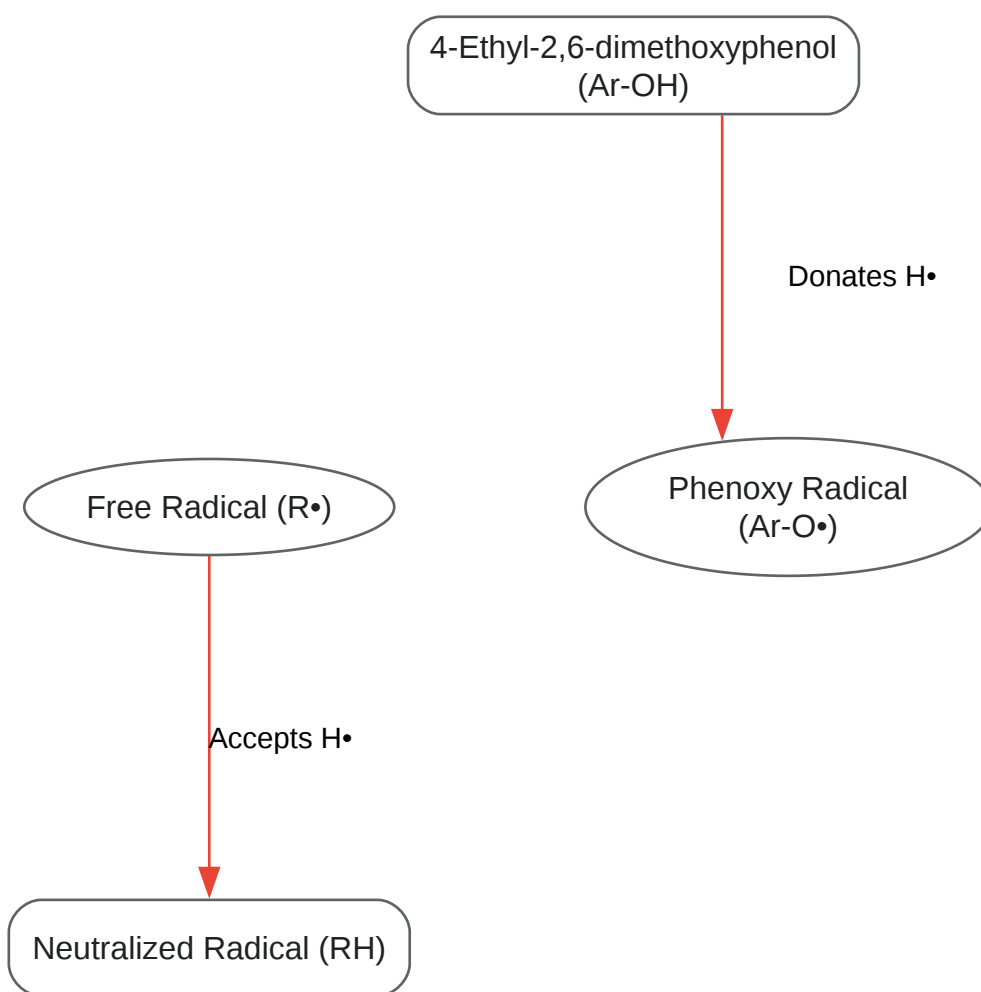 4-Ethyl-2,6-dimethoxyphenol
(Ar-OH)
Donates H•
Free Radical (R•)
Phenoxy Radical
(Ar-O•)
Accepts H•
Neutralized Radical (RH)